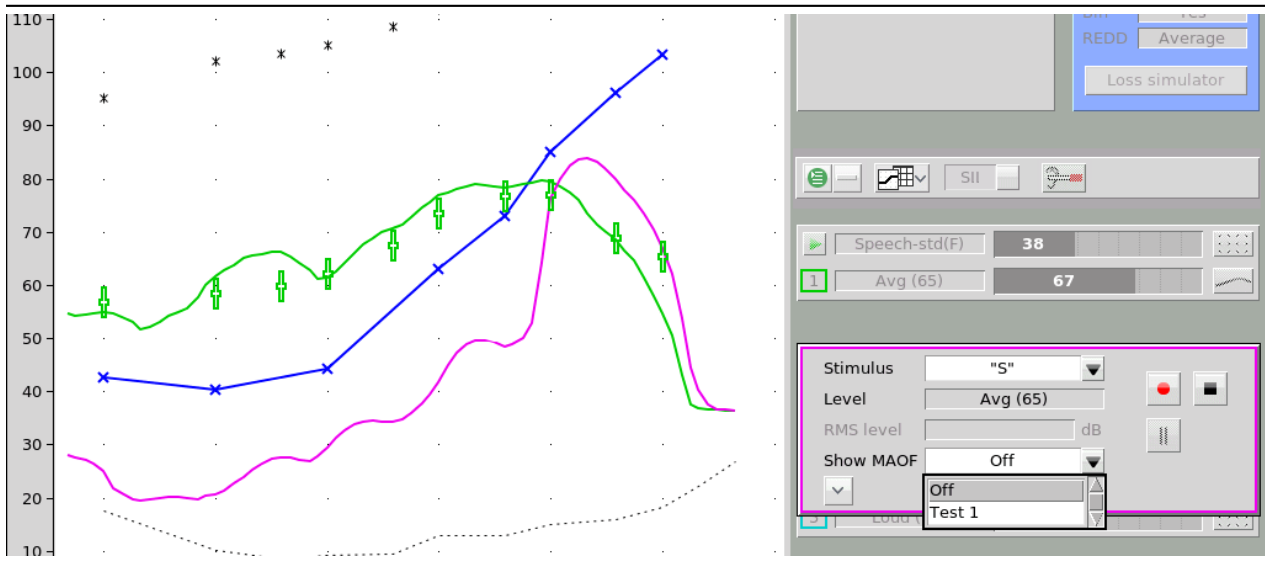 110
100
90
80
70
60
50
40
30
20
10
REDD Average
Loss simulator
SII
Speech-std(F) 38
1 Avg (65) 67
Stimulus "S"
Level Avg (65)
RMS level dB
Show MAOF Off
Off
Test 1